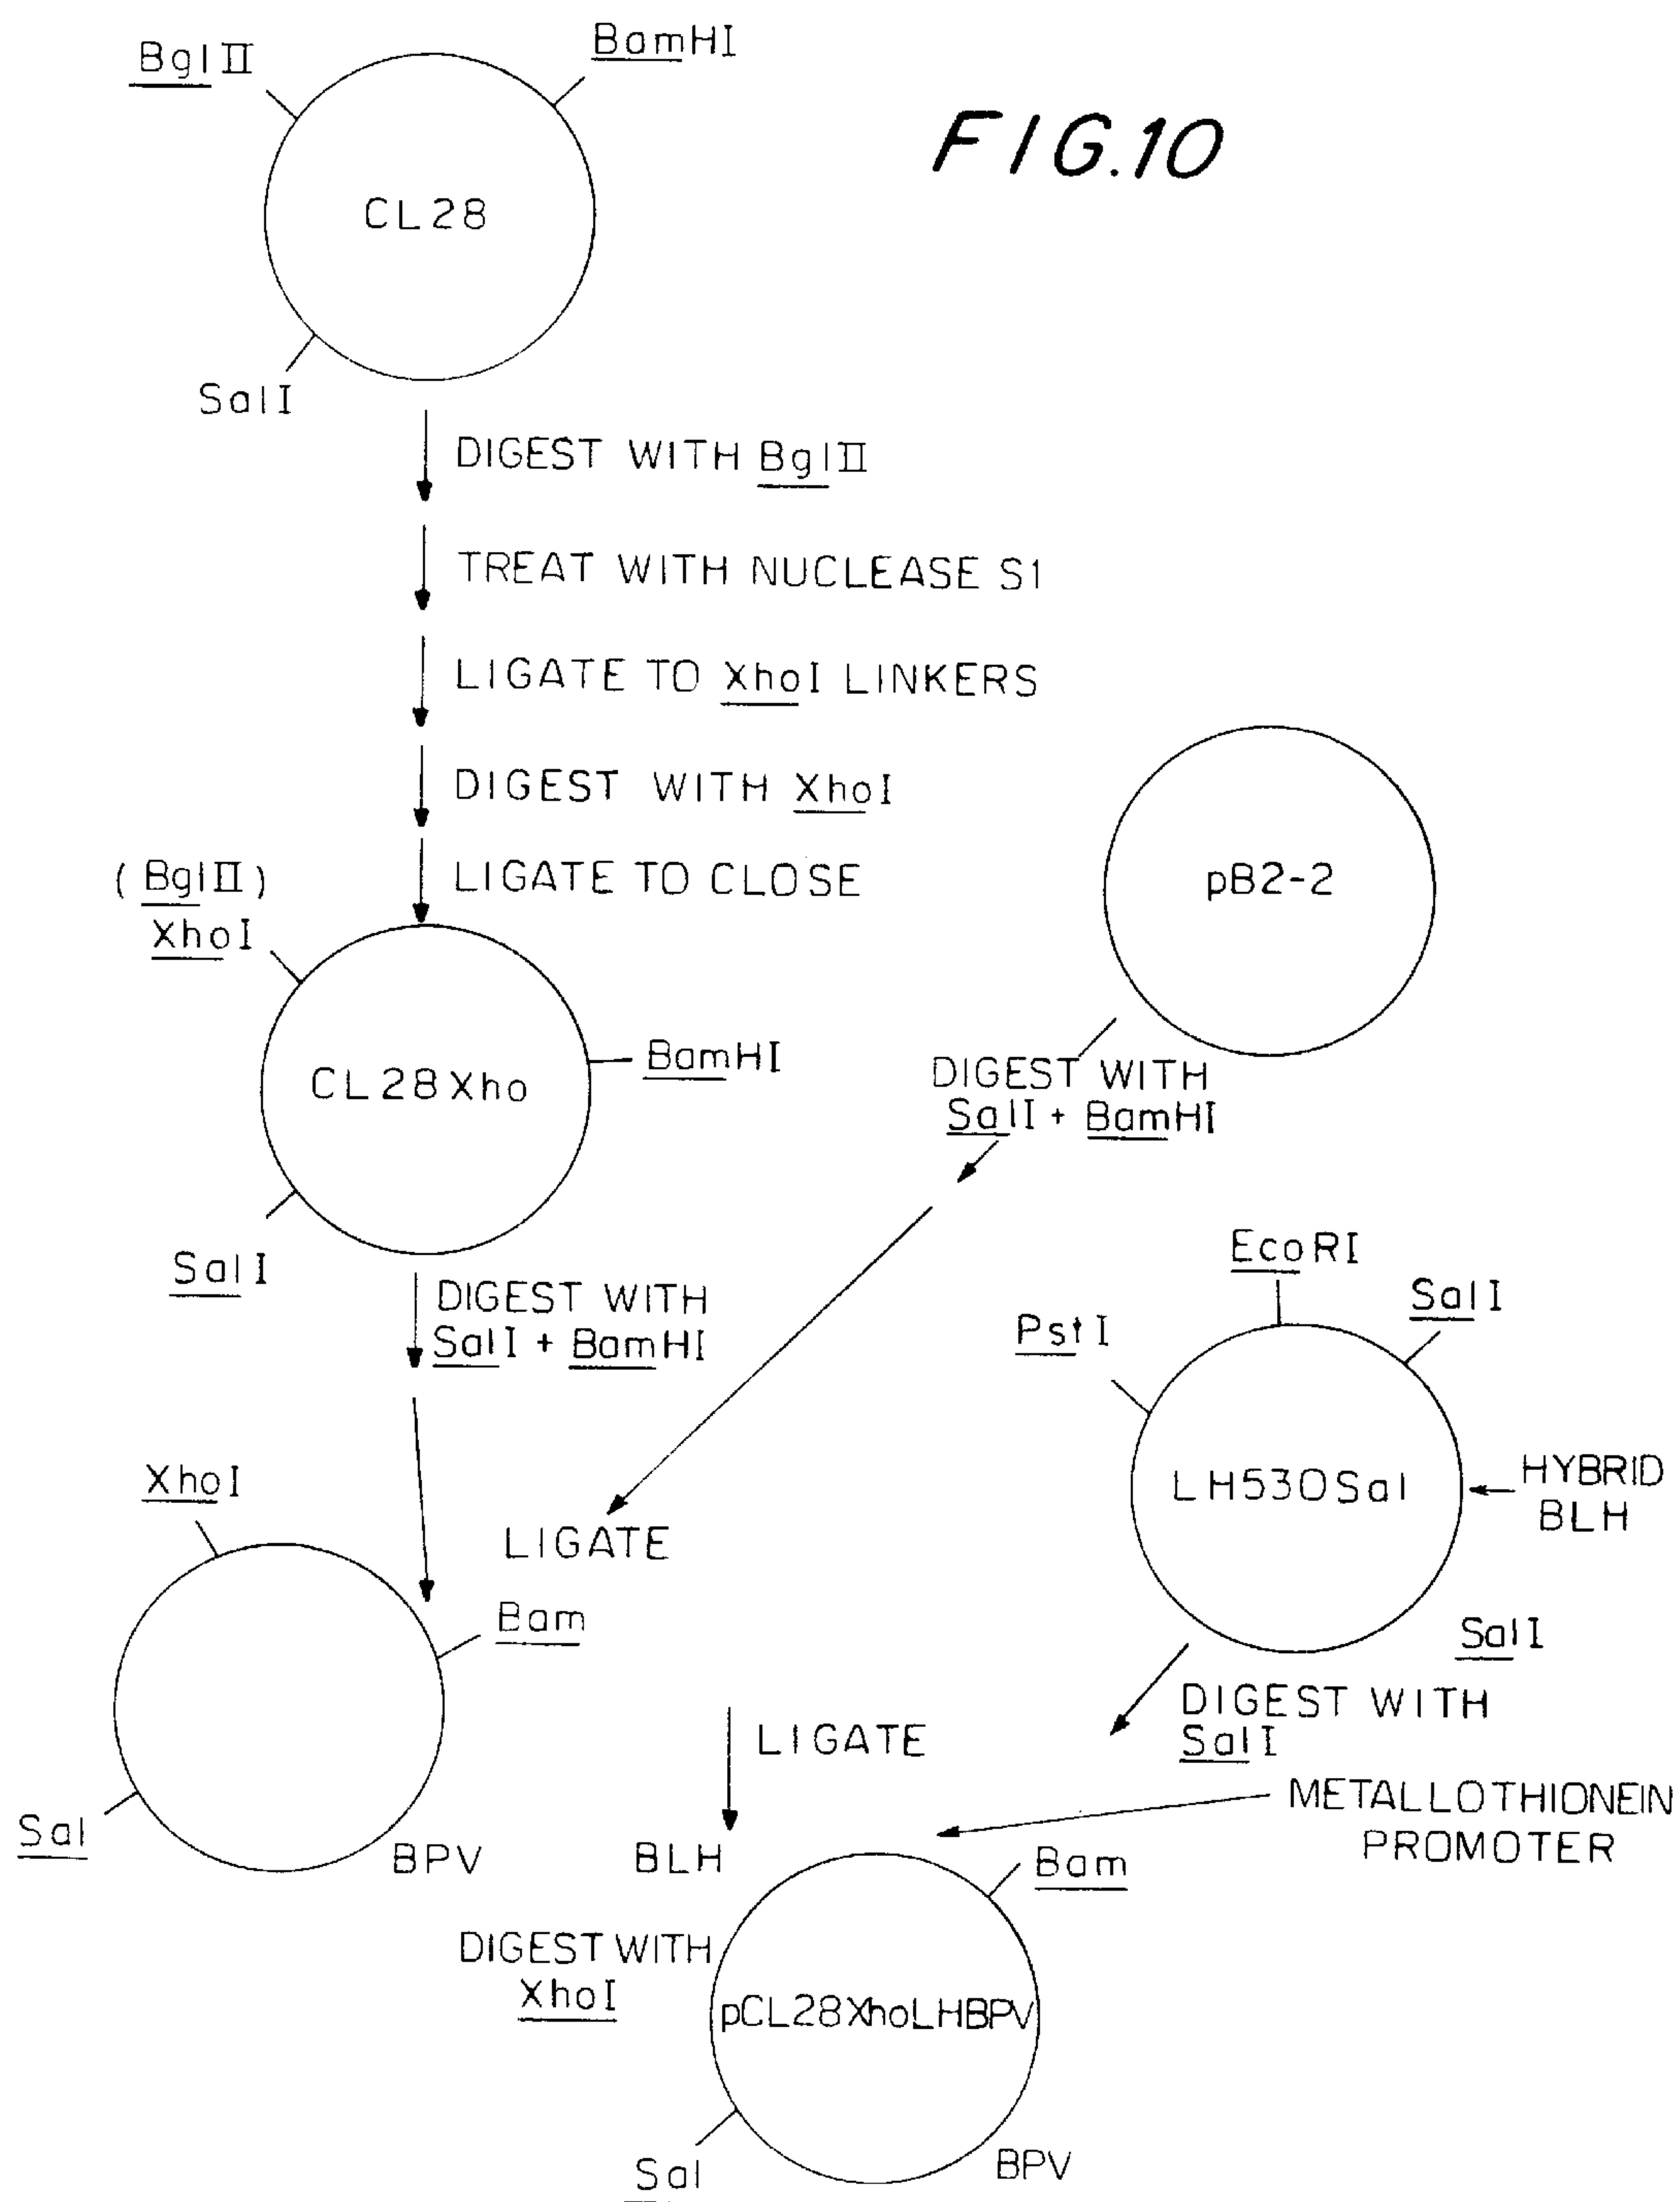 FIG.10
BglII
BamHI
CL28
SalI
DIGEST WITH BglII
TREAT WITH NUCLEASE S1
LIGATE TO XhoI LINKERS
DIGEST WITH XhoI
LIGATE TO CLOSE
(BglII)
XhoI
BamHI
CL28Xho
SalI
pB2-2
DIGEST WITH
SalI + BamHI
DIGEST WITH
SalI + BamHI
EcoRI
SalI
PstI
LH530Sal
HYBRID
BLH
SalI
DIGEST WITH
SalI
XhoI
LIGATE
Bam
Sal
BPV
LIGATE
METALLOTHIONEIN
PROMOTER
BLH
Bam
DIGEST WITH
XhoI
pCL28XhoLHBPV
Sal
BPV